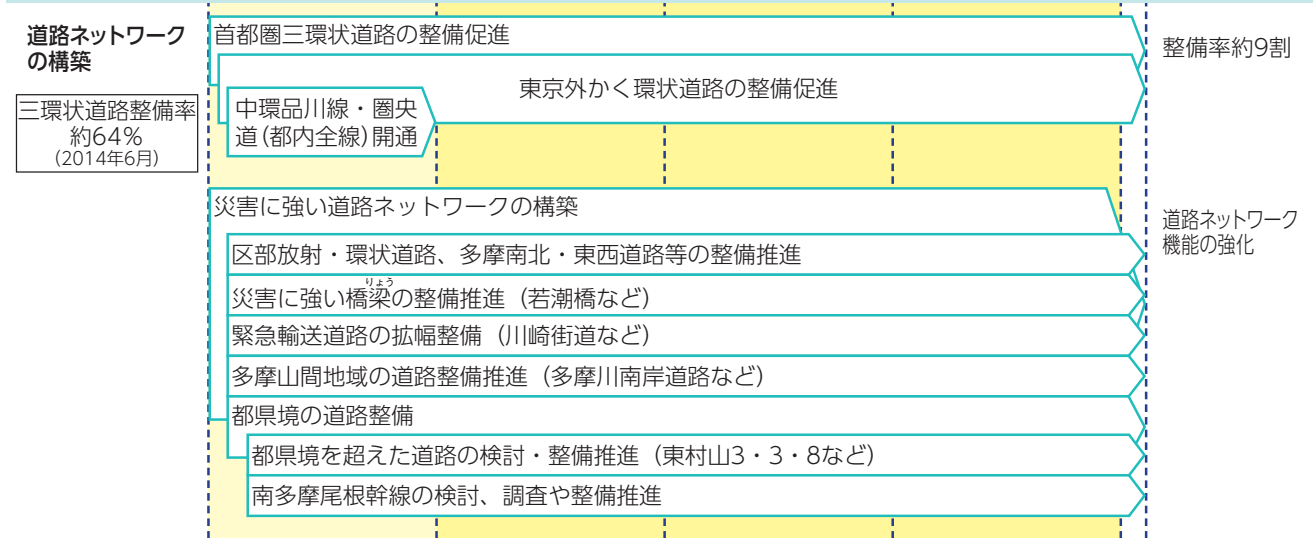 道路ネットワーク
の構築
三環状道路整備率
約64%
(2014年6月)
首都圏三環状道路の整備促進
東京外かく環状道路の整備促進
中環品川線・圏央
道(都内全線)開通
整備率約9割
災害に強い道路ネットワークの構築
区部放射・環状道路、多摩南北・東西道路等の整備推進
りょう
災害に強い橋梁の整備推進(若潮橋など)
緊急輸送道路の拡幅整備(川崎街道など)
多摩山間地域の道路整備推進(多摩川南岸道路など)
都県境の道路整備
都県境を超えた道路の検討・整備推進(東村山3・3・8など)
南多摩尾根幹線の検討、調査や整備推進
道路ネットワーク
機能の強化